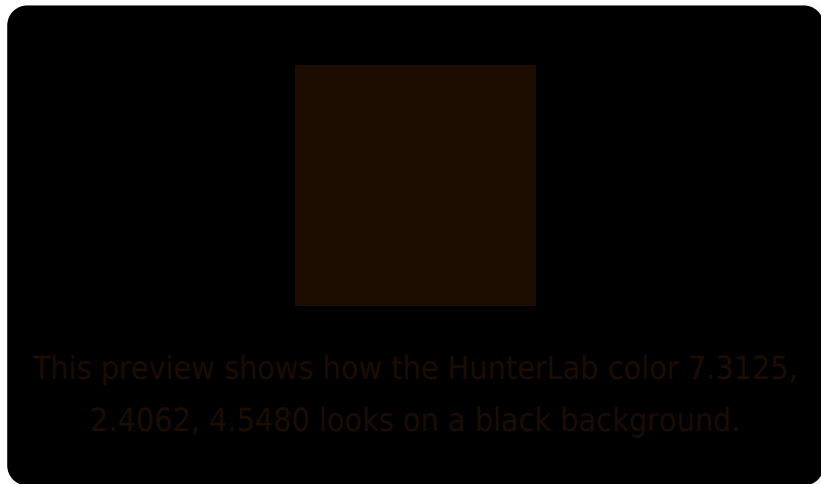 This preview shows how the HunterLab color 7.3125,
2.4062, 4.5480 looks on a black background.